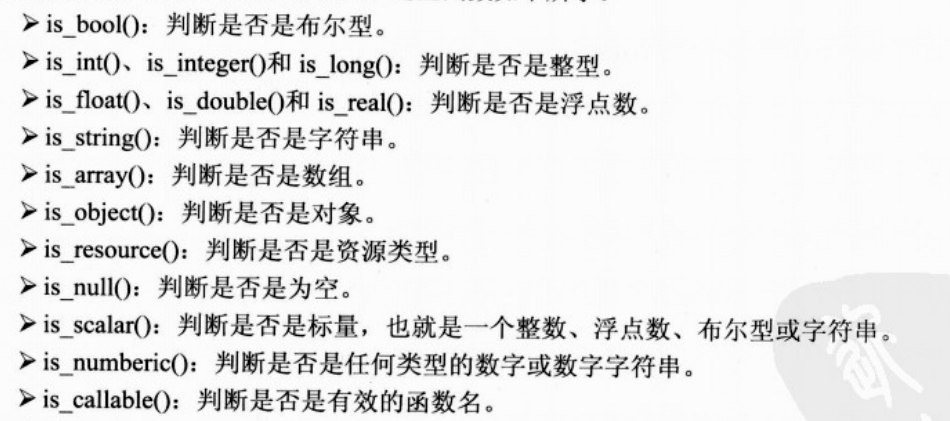 ➢ is_bool()：判断是否是布尔型。
➢ is_int()、is_integer()和 is_long()：判断是否是整型。
➢ is_float()、is_double()和 is_real()：判断是否是浮点数。
➢ is_string()：判断是否是字符串。
➢ is_array()：判断是否是数组。
➢ is_object()：判断是否是对象。
➢ is_resource()：判断是否是资源类型。
➢ is_null()：判断是否是为空。
➢ is_scalar()：判断是否是标量，也就是一个整数、浮点数、布尔型或字符串。
➢ is_numberic()：判断是否是任何类型的数字或数字字符串。
➢ is_callable()：判断是否是有效的函数名。